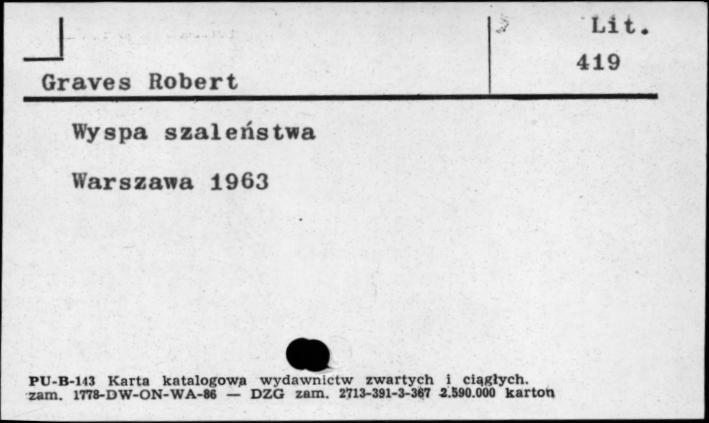 Lit.
419
Graves Robert
Wyspa szaleństwa
Warszawa 1963
PU-B-143 Karta katalogowa wydawnictw zwartych i ciągłych.
zam. 1778-DW-ON-WA-86 — DZG zam. 2713-391-3-367 2.590.000 karton